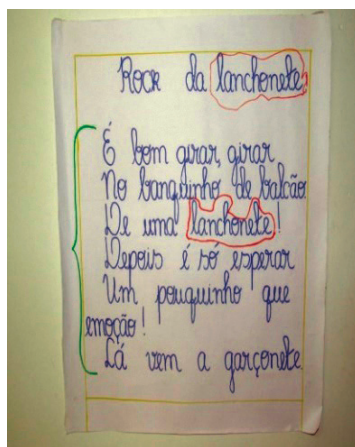 Rock da lanchonete
É bom girar, girar
No banquinho de balcão
De uma lanchonete!
Depois é só esperar
Um pouquinho que
emoção!
Lá vem a garçonete